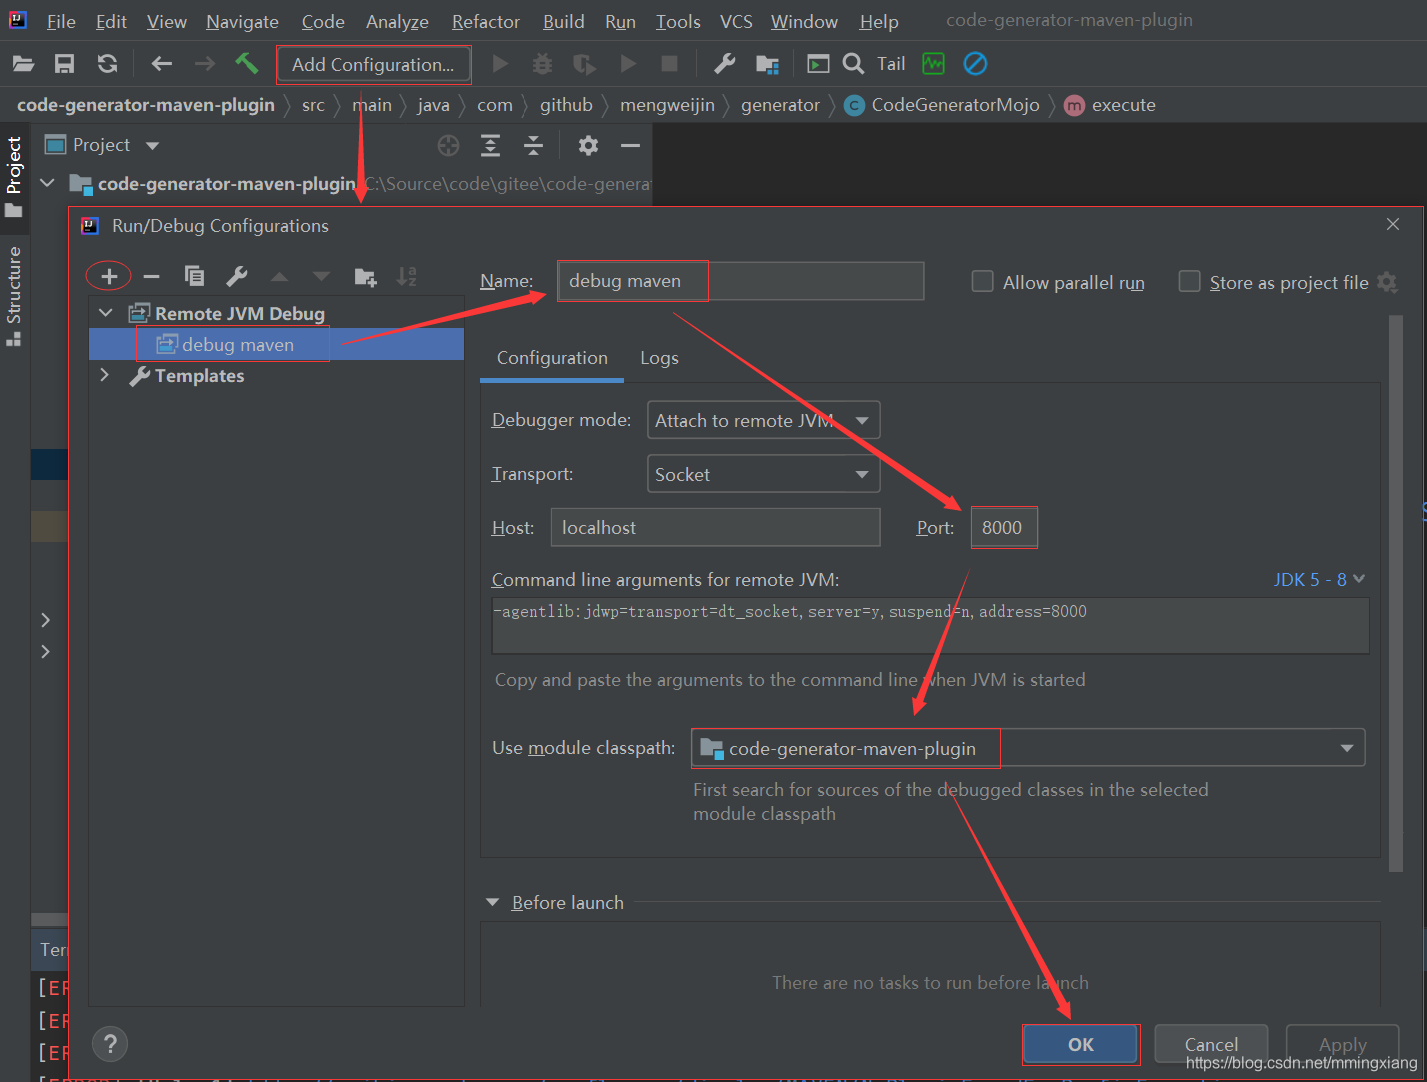 File Edit View Navigate Code Analyze Refactor Build Run Tools VCS Window Help code-generator-maven-plugin
Add Configuration... Tail
code-generator-maven-plugin src main java com github mengweijin generator CodeGeneratorMojo execute
Project
Project
code-generator-maven-plugin C:\Source\code\gitee\code-genera
Structure
Run/Debug Configurations
Name: debug maven Allow parallel run Store as project file
Remote JVM Debug
debug maven
Templates
Configuration Logs
Debugger mode: Attach to remote JVM
Transport: Socket
Host: localhost Port: 8000
Command line arguments for remote JVM: JDK 5 - 8
-agentlib:jdwp=transport=dt_socket,server=y,suspend=n,address=8000
Copy and paste the arguments to the command line when JVM is started
Use module classpath: code-generator-maven-plugin
First search for sources of the debugged classes in the selected
module classpath
Before launch
There are no tasks to run before launch
Ter
[ER
[ER
[ER
? OK Cancel Apply
https://blog.csdn.net/mmingxiang